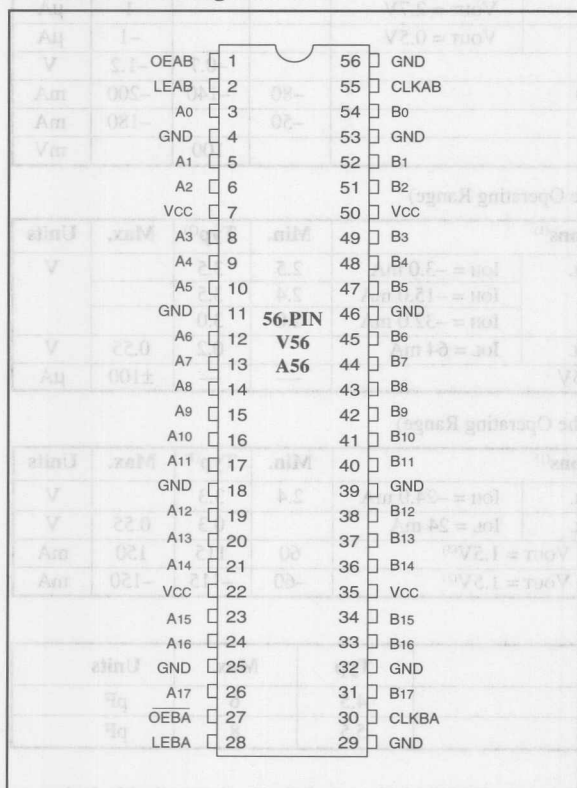 OEAB 1 56 GND
LEAB 2 55 CLKAB
A0 3 54 B0
GND 4 53 GND
A1 5 52 B1
A2 6 51 B2
VCC 7 50 VCC
A3 8 49 B3
A4 9 48 B4
A5 10 47 B5
GND 11 56-PIN 46 GND
A6 12 V56 45 B6
A7 13 A56 44 B7
A8 14 43 B8
A9 15 42 B9
A10 16 41 B10
A11 17 40 B11
GND 18 39 GND
A12 19 38 B12
A13 20 37 B13
A14 21 36 B14
VCC 22 35 VCC
A15 23 34 B15
A16 24 33 B16
GND 25 32 GND
A17 26 31 B17
OEBA 27 30 CLKBA
LEBA 28 29 GND